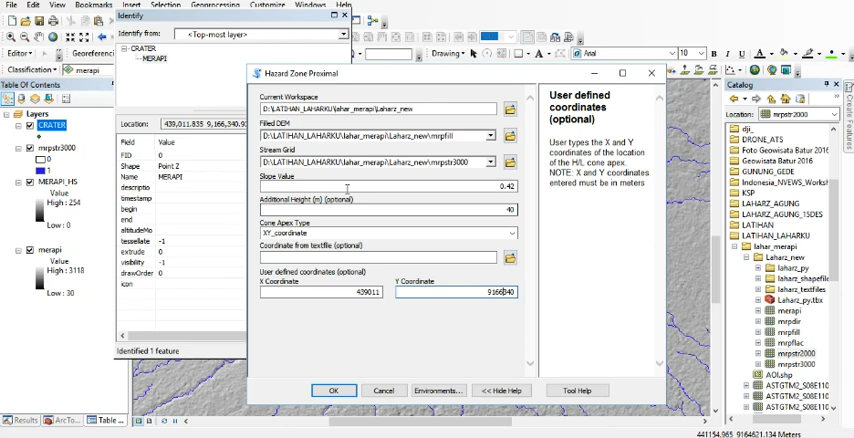 File Edit View Bookmarks Insert Selection Geoprocessing Customize Windows Help
Editor
Georeferenci
Drawing
Arial
10
B I U A
Classification
merapi
Identify
Identify from: <Top-most layer>
CRATER
MERAPI
Location: 439,011.835 9,166,340.9
Field Value
FID 0
Shape Point Z
Name MERAPI
descriptio
timestamp
begin
end
altitudeMo
tessellate -1
extrude 0
visibility -1
drawOrder 0
icon
Identified 1 feature
Table Of Contents
Layers
CRATER
mrpstr3000
0
1
MERAPI_HS
Value
High : 254
Low : 0
merapi
Value
High : 3118
Low : 30
Results
ArcTo...
Table ...
Hazard Zone Proximal
Current Workspace
D:\LATIHAN_LAHARKU\lahar_merapi\Laharz_new
Filled DEM
D:\LATIHAN_LAHARKU\lahar_merapi\Laharz_new\mrpfill
Stream Grid
D:\LATIHAN_LAHARKU\lahar_merapi\Laharz_new\mrpstr3000
Slope Value
0.42
Additional Height (m) (optional)
40
Cone Apex Type
XY_coordinate
Coordinate from textfile (optional)
User defined coordinates (optional)
X Coordinate Y Coordinate
439011 9166340
OK Cancel Environments... << Hide Help Tool Help
User defined
coordinates
(optional)
User types the X and Y
coordinates of the location
of the H/L cone apex.
NOTE: X and Y coordinates
entered must be in meters
Catalog
Location: mrpstr2000
dji_
DRONE_ATS
Foto Geowisata Batur 2016
GUNUNG_GEDE
Indonesia_NVEWS_Worksh
KSP
LAHARZ_AGUNG
LAHARZ_AGUNG_15DES
LATIHAN
LATIHAN_LAHARKU
lahar_merapi
Laharz_new
laharz_py
laharz_shapefile
laharz_textfiles
Laharz_py.tbx
merapi
mrpdir
mrpfill
mrpflac
mrpstr2000
mrpstr3000
AOI.shp
ASTGTM2_S08E110
ASTGTM2_S08E110
ASTGTM2_S08E110
Create Features
441154.965 9164621.134 Meters